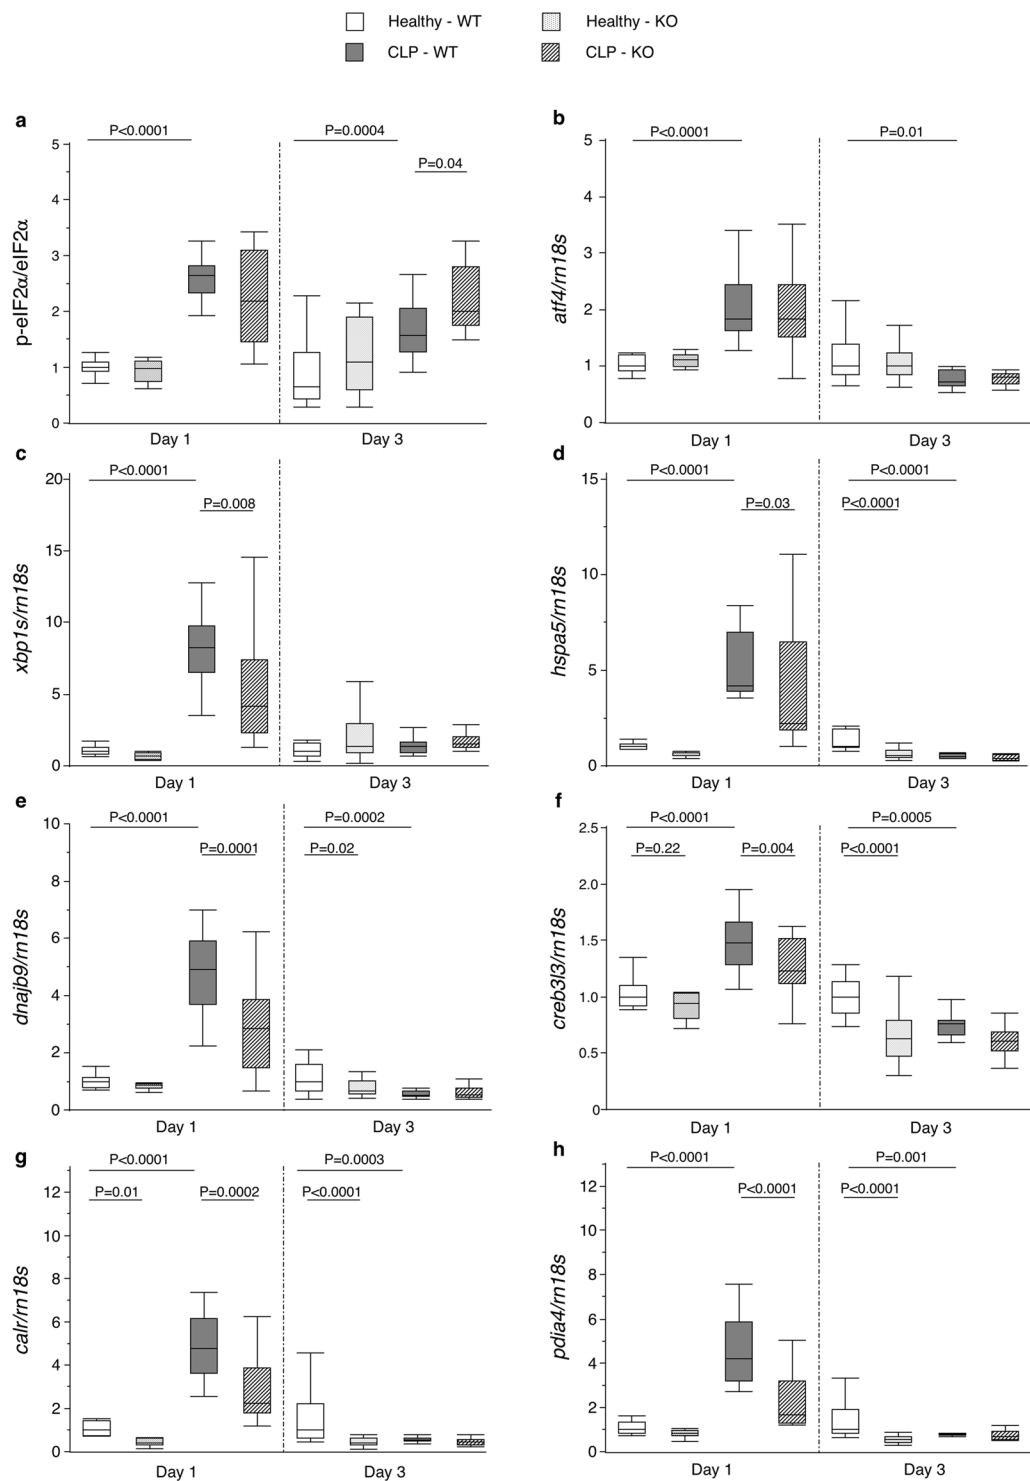 Healthy - WT
Healthy - KO
CLP - WT
CLP - KO
a
P<0.0001
P=0.0004
P=0.04
5
4
3
2
1
0
p-eIF2α/eIF2α
Day 1
Day 3
b
P<0.0001
P=0.01
5
4
3
2
1
0
atf4/rn18s
Day 1
Day 3
c
P<0.0001
P=0.008
20
15
10
5
0
xbp1s/rn18s
Day 1
Day 3
d
P<0.0001
P<0.0001
P=0.03
P<0.0001
15
10
5
0
hspa5/rn18s
Day 1
Day 3
e
P<0.0001
P=0.0002
P=0.0001
P=0.02
10
8
6
4
2
0
dnajb9/rn18s
Day 1
Day 3
f
P<0.0001
P=0.0005
P=0.22
P=0.004
P<0.0001
2.5
2.0
1.5
1.0
0.5
0
creb3l3/rn18s
Day 1
Day 3
g
P<0.0001
P=0.0003
P=0.01
P=0.0002
P<0.0001
12
10
8
6
4
2
0
calr/rn18s
Day 1
Day 3
h
P<0.0001
P=0.001
P<0.0001
P<0.0001
12
10
8
6
4
2
0
pdia4/rn18s
Day 1
Day 3